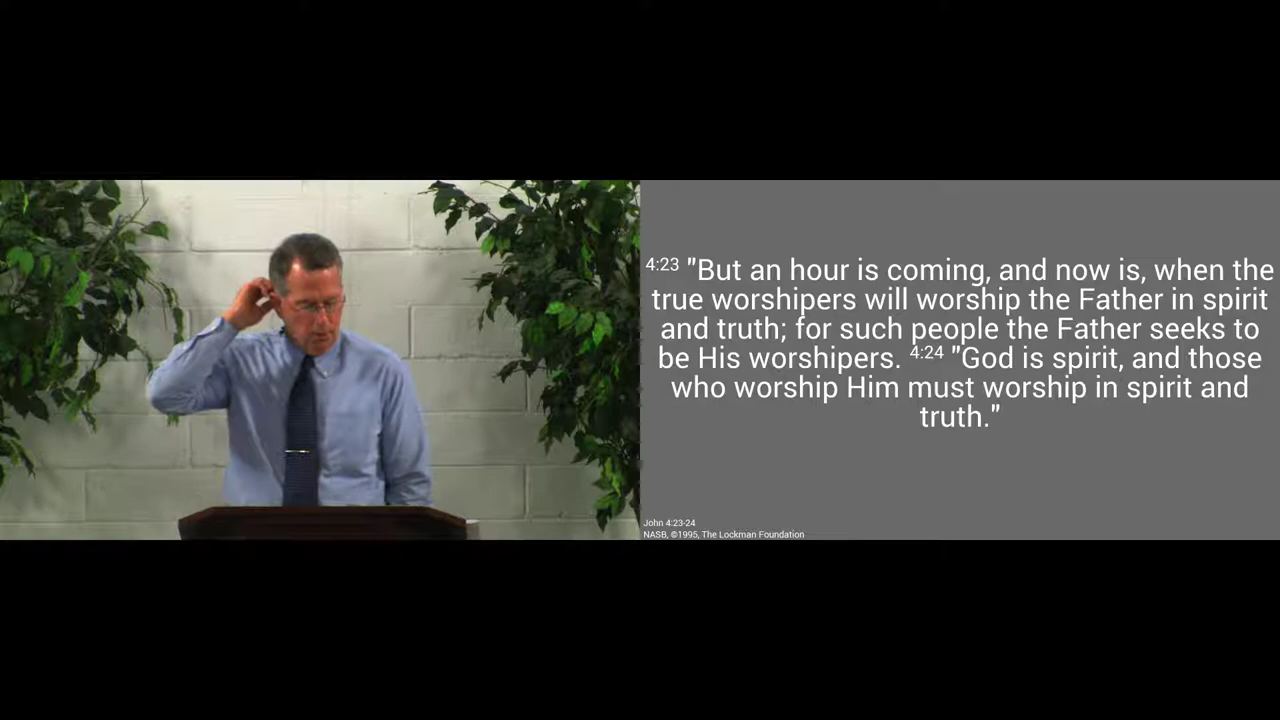 4:23 "But an hour is coming, and now is, when the
true worshipers will worship the Father in spirit
and truth; for such people the Father seeks to
be His worshipers. 4:24 "God is spirit, and those
who worship Him must worship in spirit and
truth."
John 4:23-24
NASB, ©1995, The Lockman Foundation